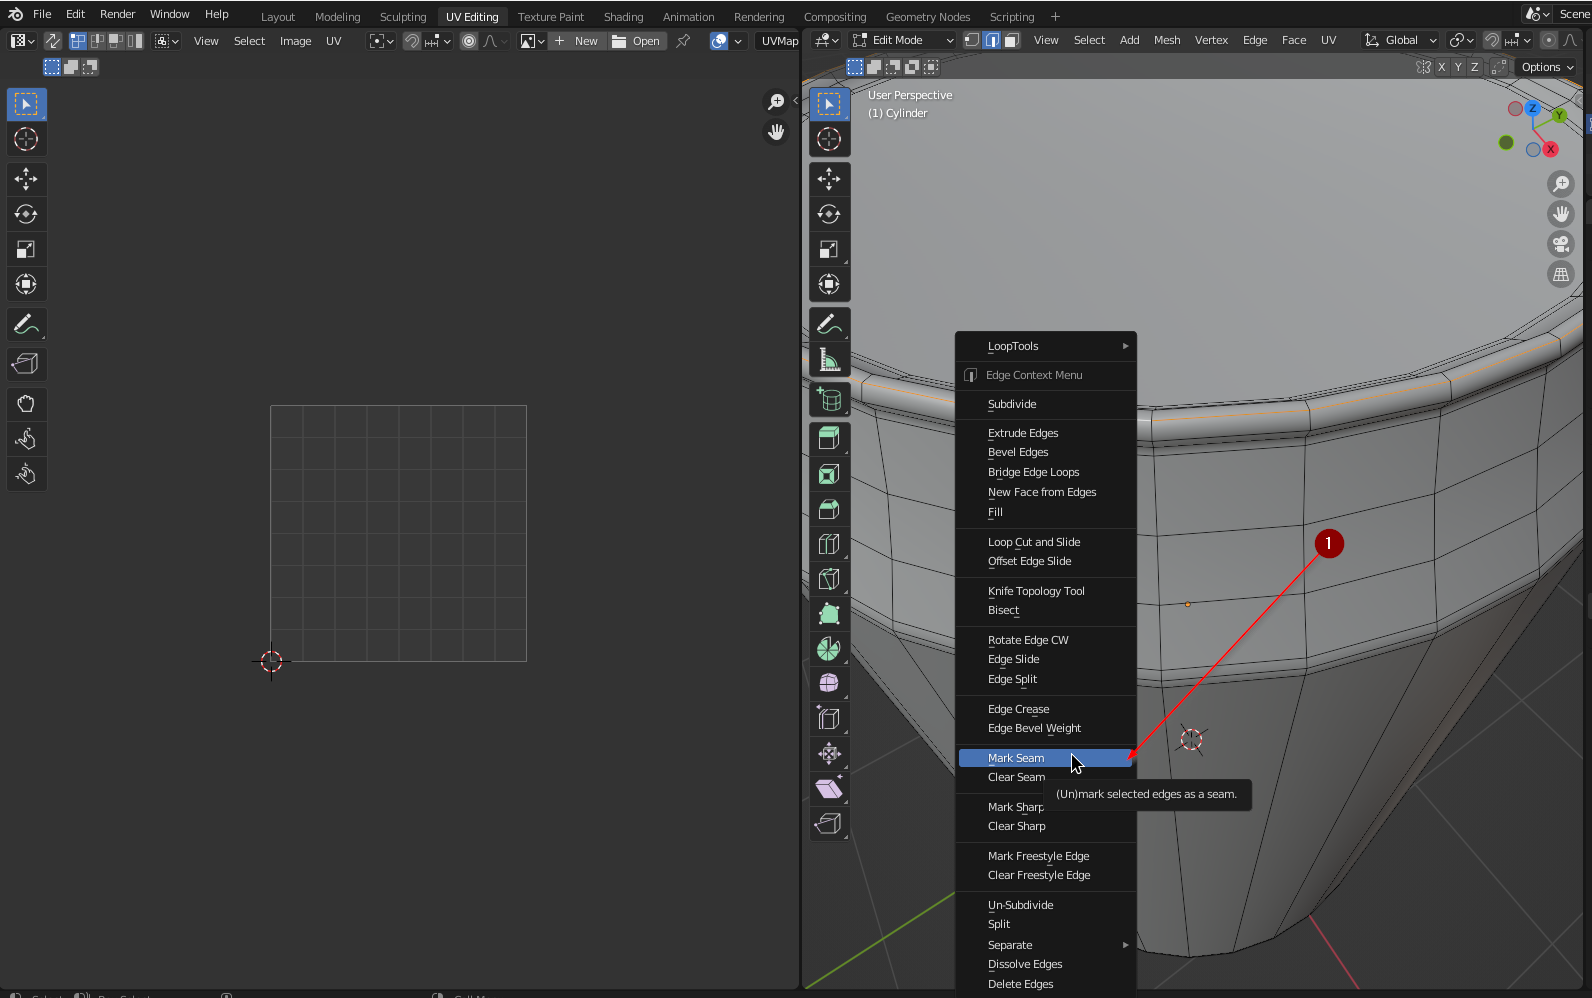 File Edit Render Window Help Layout Modeling Sculpting UV Editing Texture Paint Shading Animation Rendering Compositing Geometry Nodes Scripting + Scene
View Select Image UV New Open UVMap
Edit Mode View Select Add Mesh Vertex Edge Face UV Global
X Y Z Options
User Perspective
(1) Cylinder
Z
Y
X
LoopTools
Edge Context Menu
Subdivide
Extrude Edges
Bevel Edges
Bridge Edge Loops
New Face from Edges
Fill
Loop Cut and Slide
Offset Edge Slide
Knife Topology Tool
Bisect
Rotate Edge CW
Edge Slide
Edge Split
Edge Crease
Edge Bevel Weight
Mark Seam
Clear Seam
(Un)mark selected edges as a seam.
Mark Sharp
Clear Sharp
Mark Freestyle Edge
Clear Freestyle Edge
Un-Subdivide
Split
Separate
Dissolve Edges
Delete Edges
1